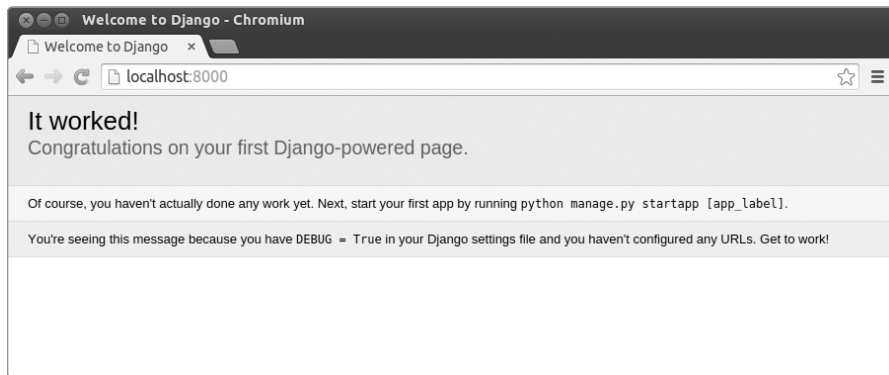 Welcome to Django - Chromium
Welcome to Django
localhost:8000
It worked!
Congratulations on your first Django-powered page.
Of course, you haven't actually done any work yet. Next, start your first app by running python manage.py startapp [app_label].
You're seeing this message because you have DEBUG = True in your Django settings file and you haven't configured any URLs. Get to work!